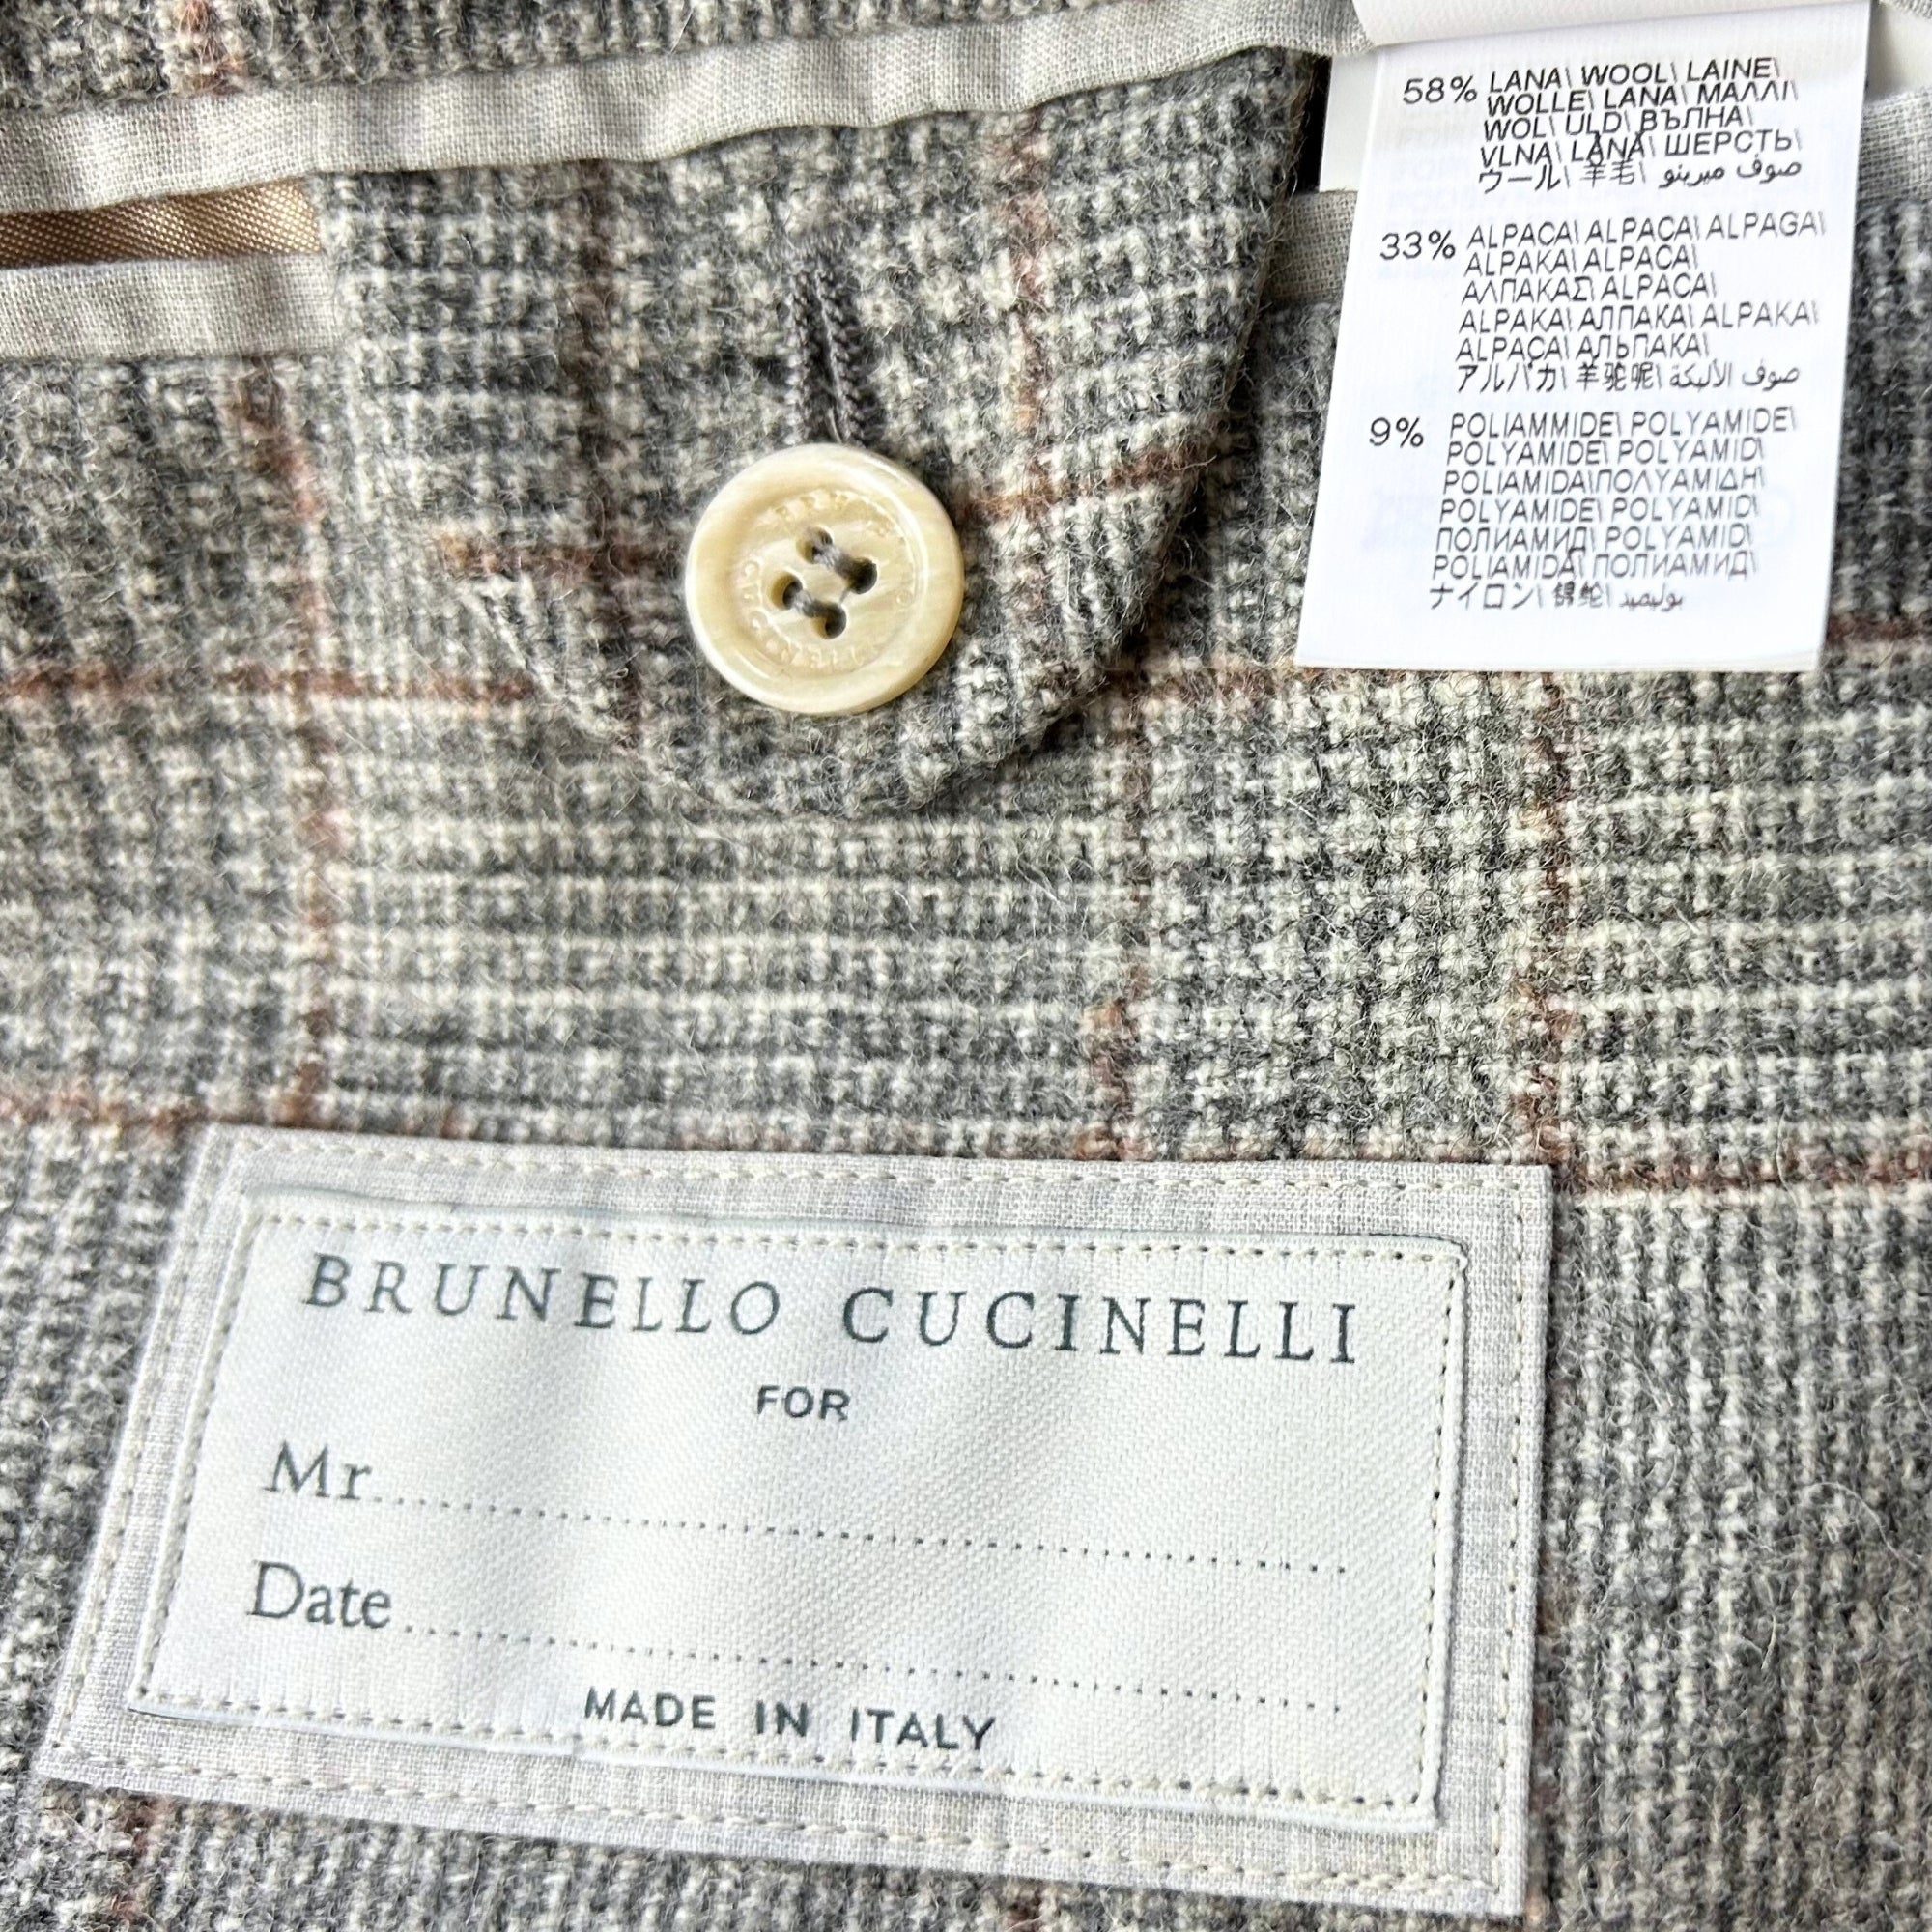 58% LANA\ WOOL\ LAINE\
WOLLE\ LANA\ ΜΑΛΛΙ\
WOL\ ULD\ ВЪЛНА\
VLNA\ LÂNĂ\ ШЕРСТЬ\
ウール\ 羊毛\ صوف ميرينو
33% ALPACA\ ALPACA\ ALPAGA\
ALPAKA\ ALPACA\
ΑΛΠΑΚΑΣ\ ALPACA\
ALPAKA\ АЛПАКА\ ALPAKA\
ALPACA\ АЛЬПАКА\
アルパカ\ 羊驼呢\ صوف الألبكة
9% POLIAMMIDE\ POLYAMIDE\
POLYAMIDE\ POLYAMID\
POLIAMIDA\ΠΟΛΥΑΜΙΔΗ\
POLYAMIDE\ POLYAMID\
ПОЛИАМИД\ POLYAMID\
POLIAMIDĂ\ ПОЛИАМИД\
ナイロン\ 锦纶\ بوليميد
CUCINELLI
BRUNELLO CUCINELLI
FOR
Mr
Date
MADE IN ITALY